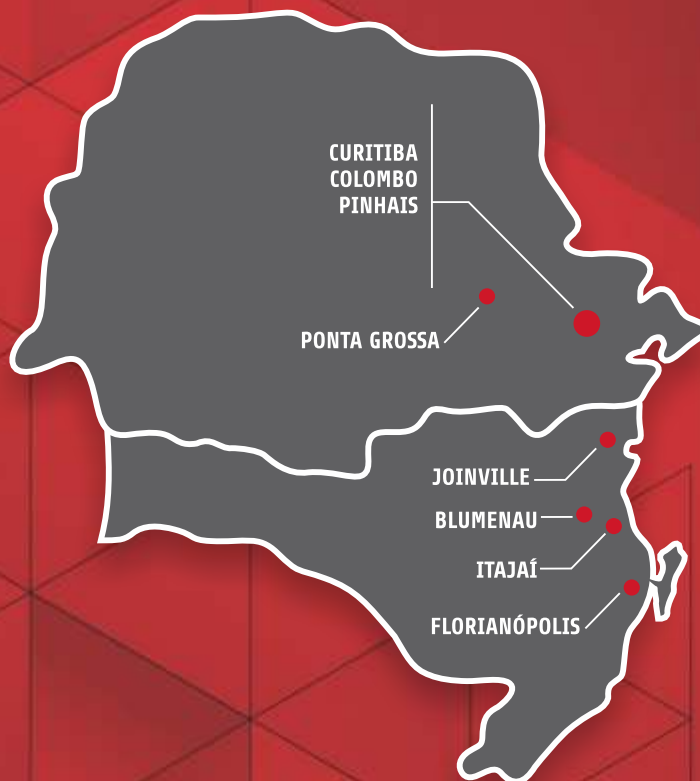 CURITIBA
COLOMBO
PINHAIS
PONTA GROSSA
JOINVILLE
BLUMENAU
ITAJAÍ
FLORIANÓPOLIS